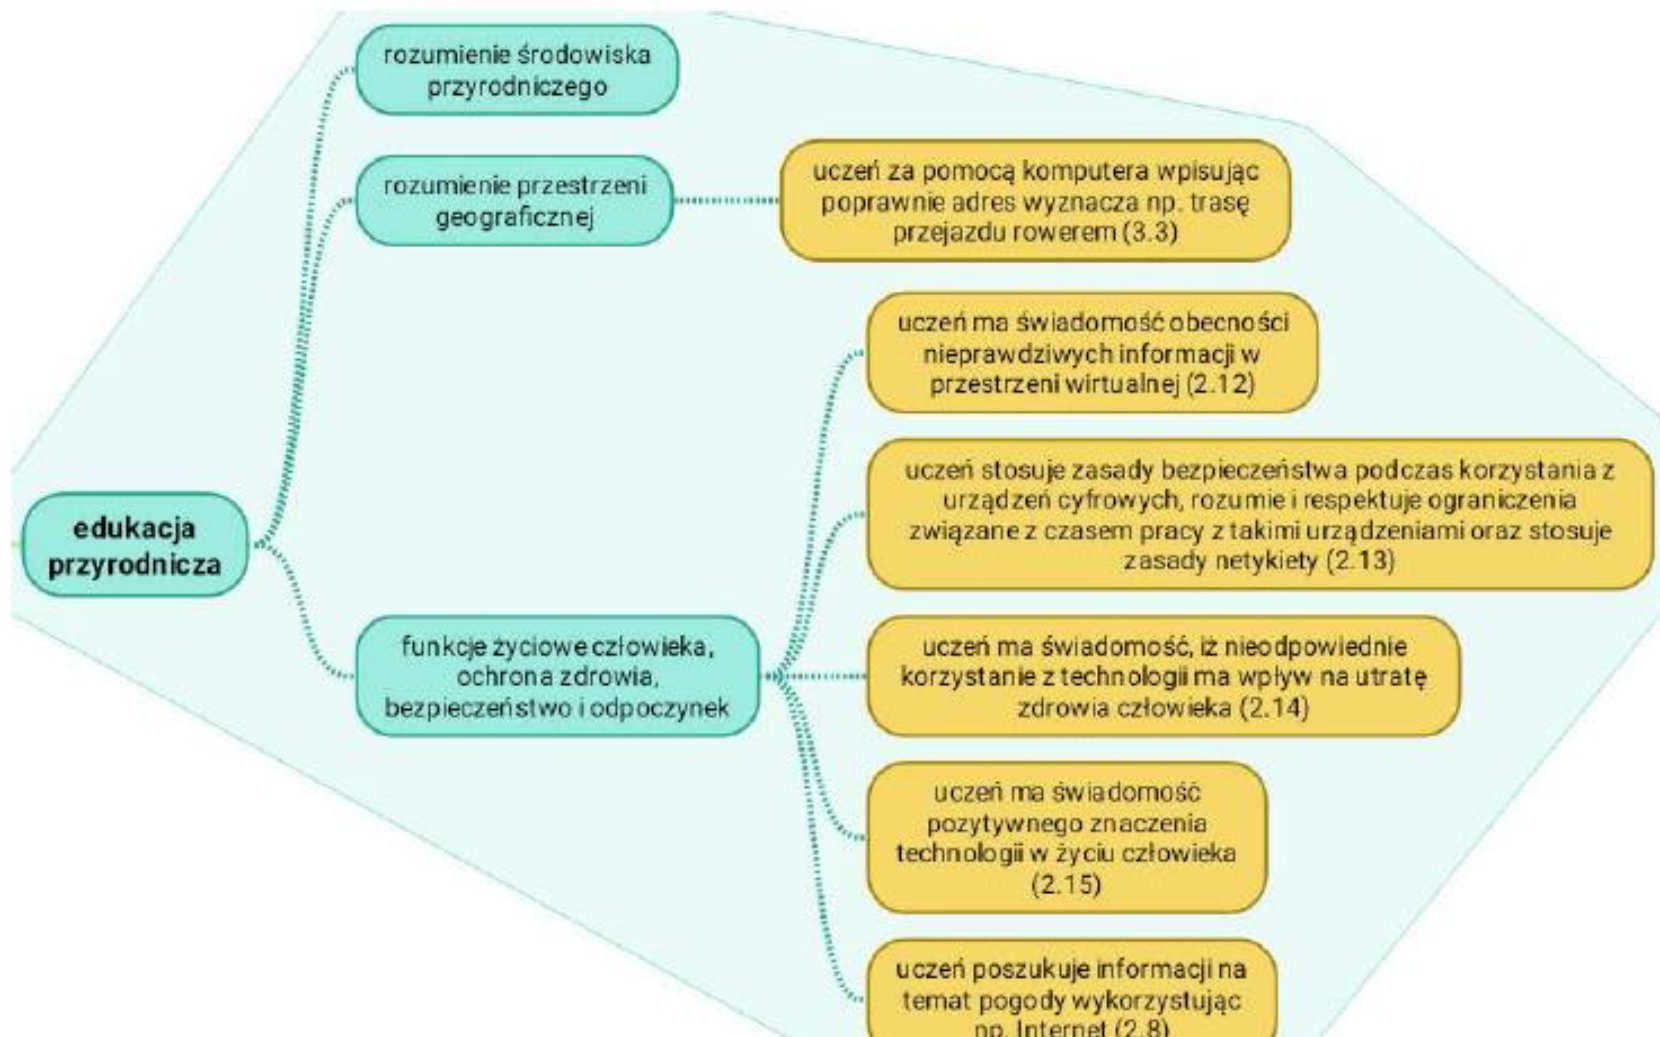 rozumienie środowiska
przyrodniczego
rozumienie przestrzeni
geograficznej
uczeń za pomocą komputera wpisując
poprawnie adres wyznacza np. trasę
przejazdu rowerem (3.3)
uczeń ma świadomość obecności
nieprawdziwych informacji w
przestrzeni wirtualnej (2.12)
uczeń stosuje zasady bezpieczeństwa podczas korzystania z
urządzeń cyfrowych, rozumie i respektuje ograniczenia
związane z czasem pracy z takimi urządzeniami oraz stosuje
zasady netykiety (2.13)
edukacja
przyrodnicza
funkcje życiowe człowieka,
ochrona zdrowia,
bezpieczeństwo i odpoczynek
uczeń ma świadomość, iż nieodpowiednie
korzystanie z technologii ma wpływ na utratę
zdrowia człowieka (2.14)
uczeń ma świadomość
pozytywnego znaczenia
technologii w życiu człowieka
(2.15)
uczeń poszukuje informacji na
temat pogody wykorzystując
np. Internet (2.8)